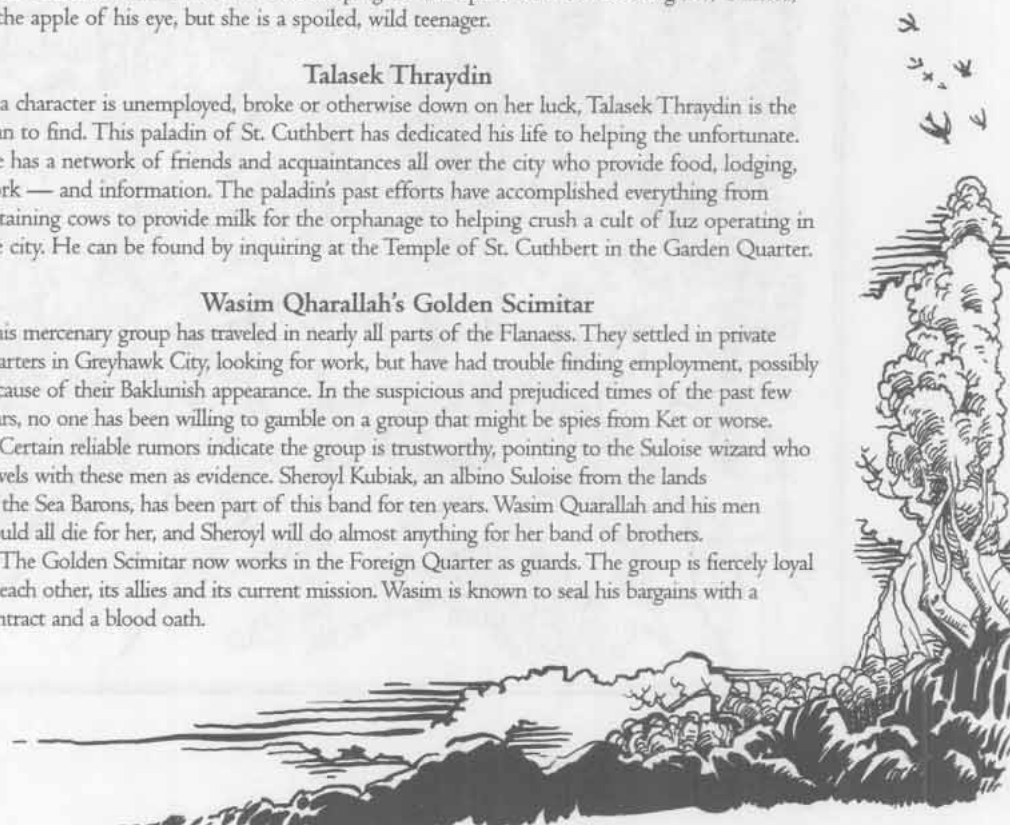 the apple of his eye, but she is a spoiled, wild teenager.
Talasek Thraydin
a character is unemployed, broke or otherwise down on her luck, Talasek Thraydin is the
n to find. This paladin of St. Cuthbert has dedicated his life to helping the unfortunate.
has a network of friends and acquaintances all over the city who provide food, lodging,
rk — and information. The paladin's past efforts have accomplished everything from
taining cows to provide milk for the orphanage to helping crush a cult of Iuz operating in
city. He can be found by inquiring at the Temple of St. Cuthbert in the Garden Quarter.
Wasim Qharallah's Golden Scimitar
is mercenary group has traveled in nearly all parts of the Flanaess. They settled in private
arters in Greyhawk City, looking for work, but have had trouble finding employment, possibly
cause of their Baklunish appearance. In the suspicious and prejudiced times of the past few
rs, no one has been willing to gamble on a group that might be spies from Ket or worse.
Certain reliable rumors indicate the group is trustworthy, pointing to the Suloise wizard who
vels with these men as evidence. Sheroyl Kubiak, an albino Suloise from the lands
the Sea Barons, has been part of this band for ten years. Wasim Quarallah and his men
uld all die for her, and Sheroyl will do almost anything for her band of brothers.
The Golden Scimitar now works in the Foreign Quarter as guards. The group is fiercely loyal
each other, its allies and its current mission. Wasim is known to seal his bargains with a
ntract and a blood oath.